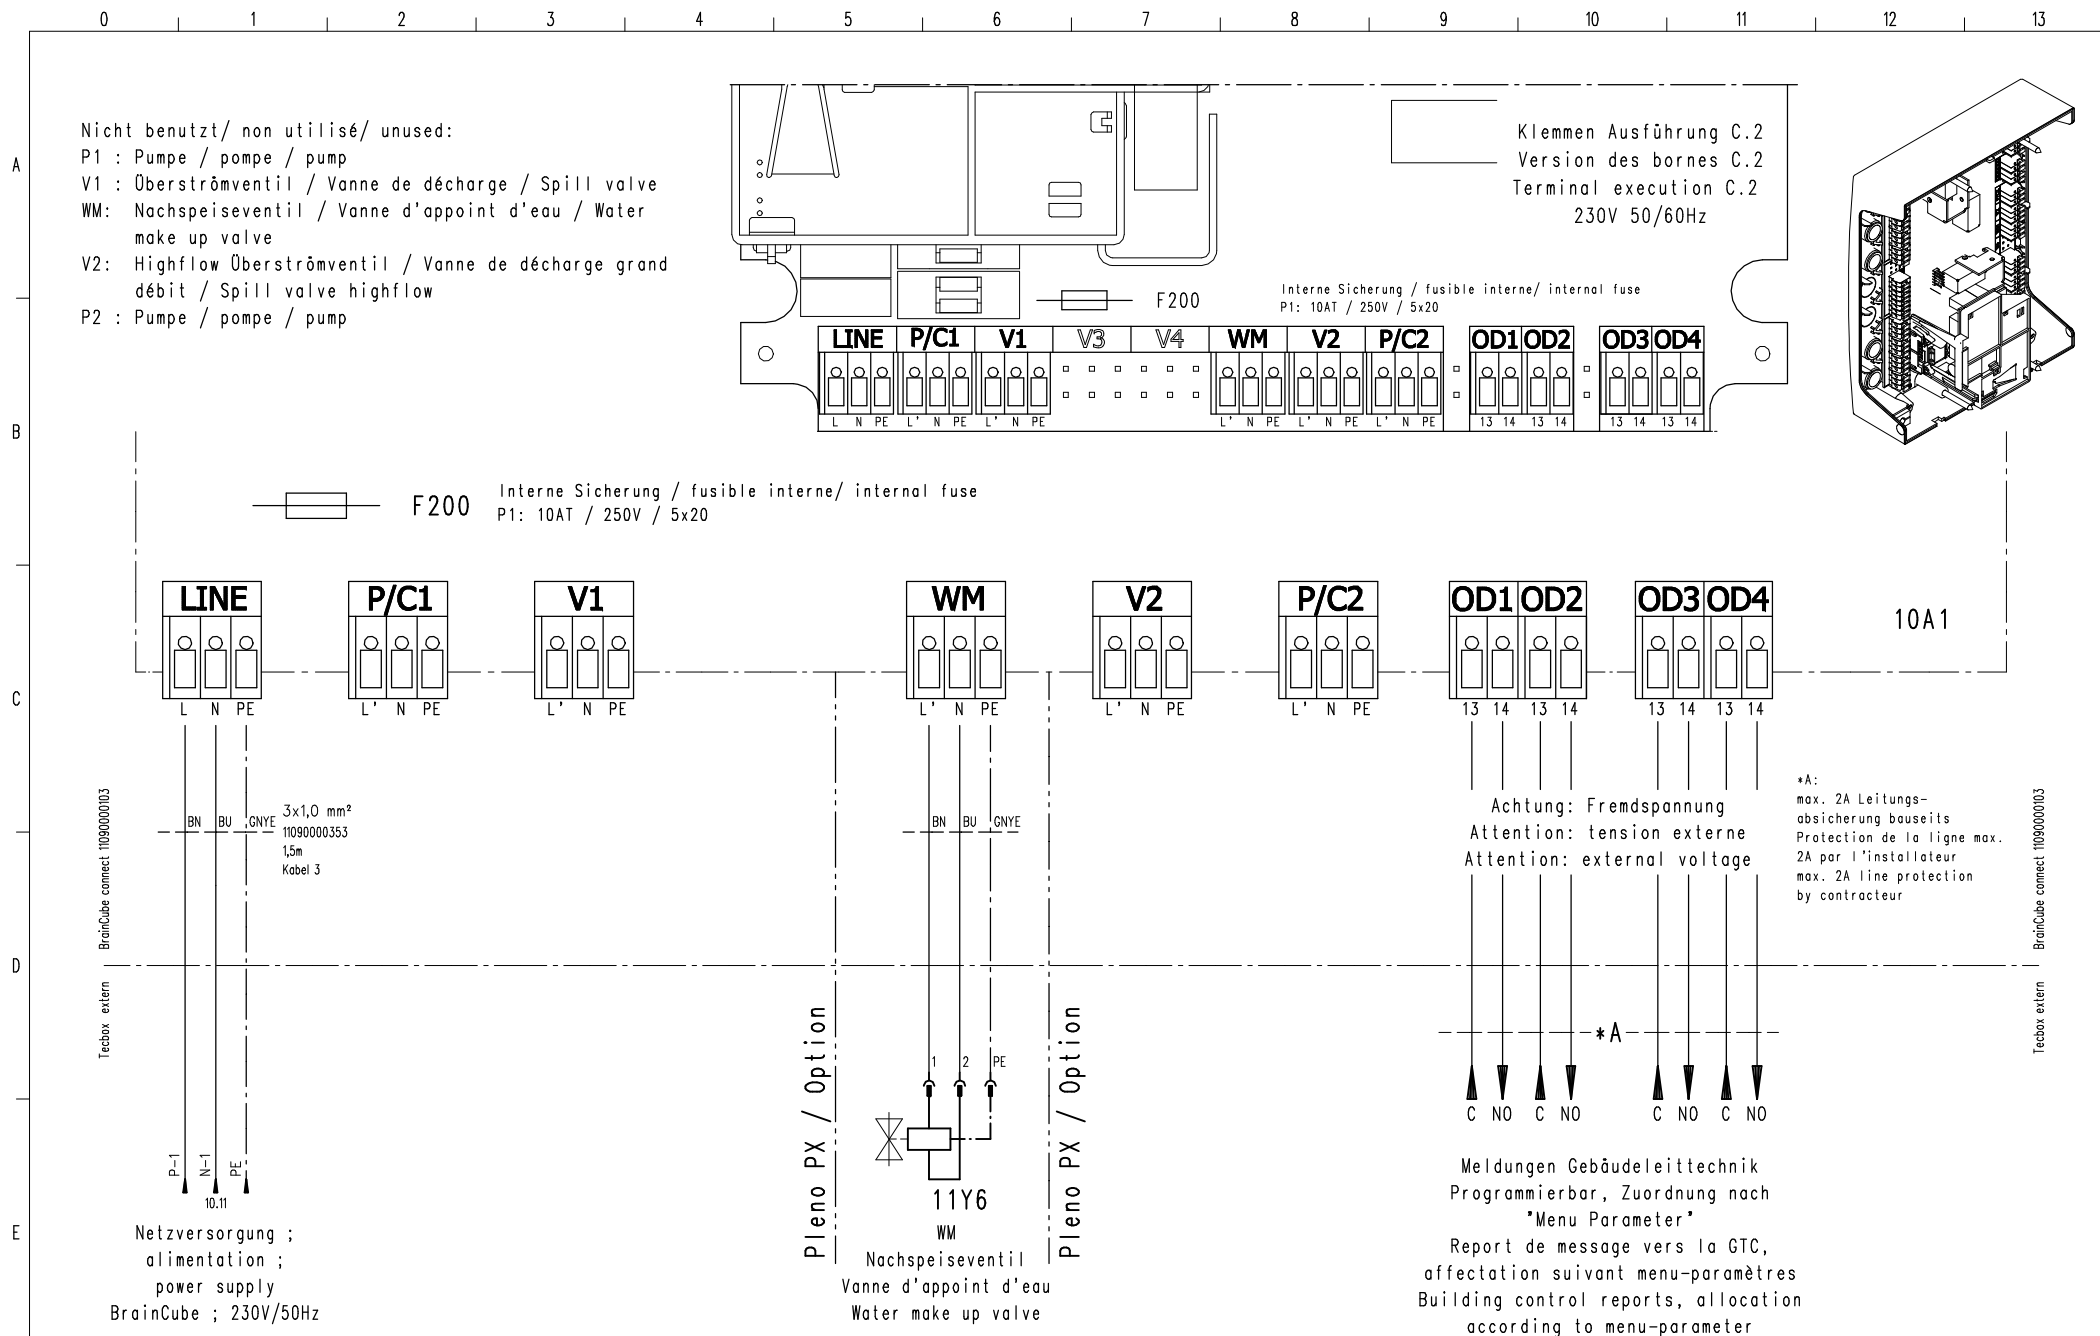 0 1 2 3 4 5 6 7 8 9 10 11 12 13
A
B
C
D
E
Nicht benutzt/ non utilisé/ unused:
P1 : Pumpe / pompe / pump
V1 : Überströmventil / Vanne de décharge / Spill valve
WM: Nachspeiseventil / Vanne d'appoint d'eau / Water
make up valve
V2: Highflow Überströmventil / Vanne de décharge grand
débit / Spill valve highflow
P2 : Pumpe / pompe / pump
Klemmen Ausführung C.2
Version des bornes C.2
Terminal execution C.2
230V 50/60Hz
F200
Interne Sicherung / fusible interne/ internal fuse
P1: 10AT / 250V / 5x20
LINE P/C1 V1 V3 V4 WM V2 P/C2 OD1 OD2 OD3 OD4
L N PE L' N PE L' N PE L' N PE L' N PE L' N PE 13 14 13 14 13 14 13 14
F200
Interne Sicherung / fusible interne/ internal fuse
P1: 10AT / 250V / 5x20
LINE P/C1 V1 WM V2 P/C2 OD1 OD2 OD3 OD4
10A1
L N PE L' N PE L' N PE L' N PE L' N PE L' N PE 13 14 13 14 13 14 13 14
BrainCube connect 11090000103
Tecbox extern
BN BU GNYE
3x1,0 mm²
11090000353
1,5m
Kabel 3
BN BU GNYE
Achtung: Fremdspannung
Attention: tension externe
Attention: external voltage
*A:
max. 2A Leitungs-
absicherung bauseits
Protection de la ligne max.
2A par l'installateur
max. 2A line protection
by contracteur
BrainCube connect 11090000103
Tecbox extern
Pleno PX / Option
Pleno PX / Option
1 2 PE
*A
C NO C NO C NO C NO
P-1
N-1
PE
10.11
Netzversorgung ;
alimentation ;
power supply
BrainCube ; 230V/50Hz
11Y6
WM
Nachspeiseventil
Vanne d'appoint d'eau
Water make up valve
Meldungen Gebäudeleittechnik
Programmierbar, Zuordnung nach
"Menu Parameter"
Report de message vers la GTC,
affectation suivant menu-paramètres
Building control reports, allocation
according to menu-parameter